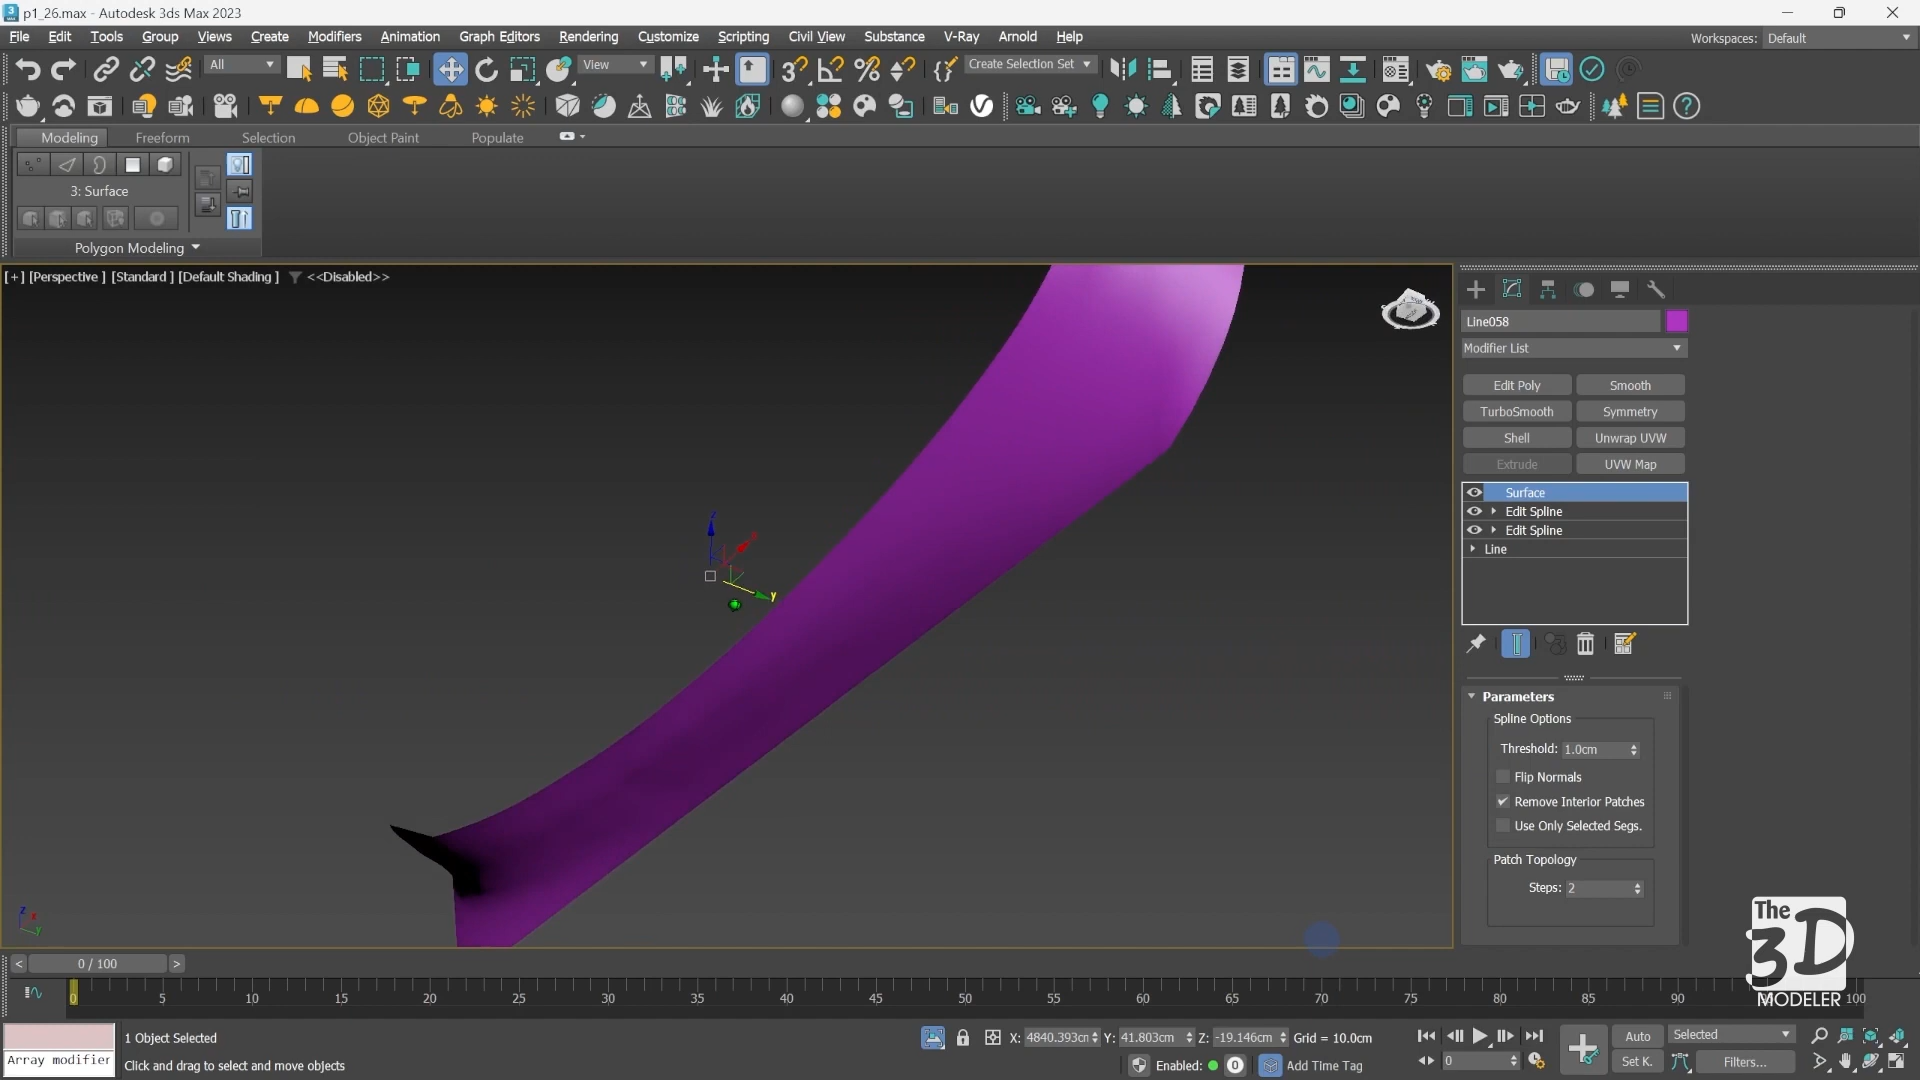 p1_26.max - Autodesk 3ds Max 2023
File Edit Tools Group Views Create Modifiers Animation Graph Editors Rendering Customize Scripting Civil View Substance V-Ray Arnold Help
Workspaces: Default
All
View
Create Selection Set
Modeling Freeform Selection Object Paint Populate
3: Surface
Polygon Modeling
[+] [Perspective ] [Standard ] [Default Shading ] <<Disabled>>
Line058
Modifier List
Edit Poly Smooth
TurboSmooth Symmetry
Shell Unwrap UVW
Extrude UVW Map
Surface
Edit Spline
Edit Spline
Line
z
y
Parameters
Spline Options
Threshold: 1.0cm
Flip Normals
Remove Interior Patches
Use Only Selected Segs.
Patch Topology
Steps: 2
The
3D
MODELER
z x
y
< 0 / 100 >
0 5 10 15 20 25 30 35 40 45 50 55 60 65 70 75 80 85 90 100
1 Object Selected
X: 4840.393cm Y: 41.803cm Z: -19.146cm Grid = 10.0cm
Auto Selected
Array modifier
Click and drag to select and move objects
Enabled: 0 Add Time Tag
0
Set K. Filters...